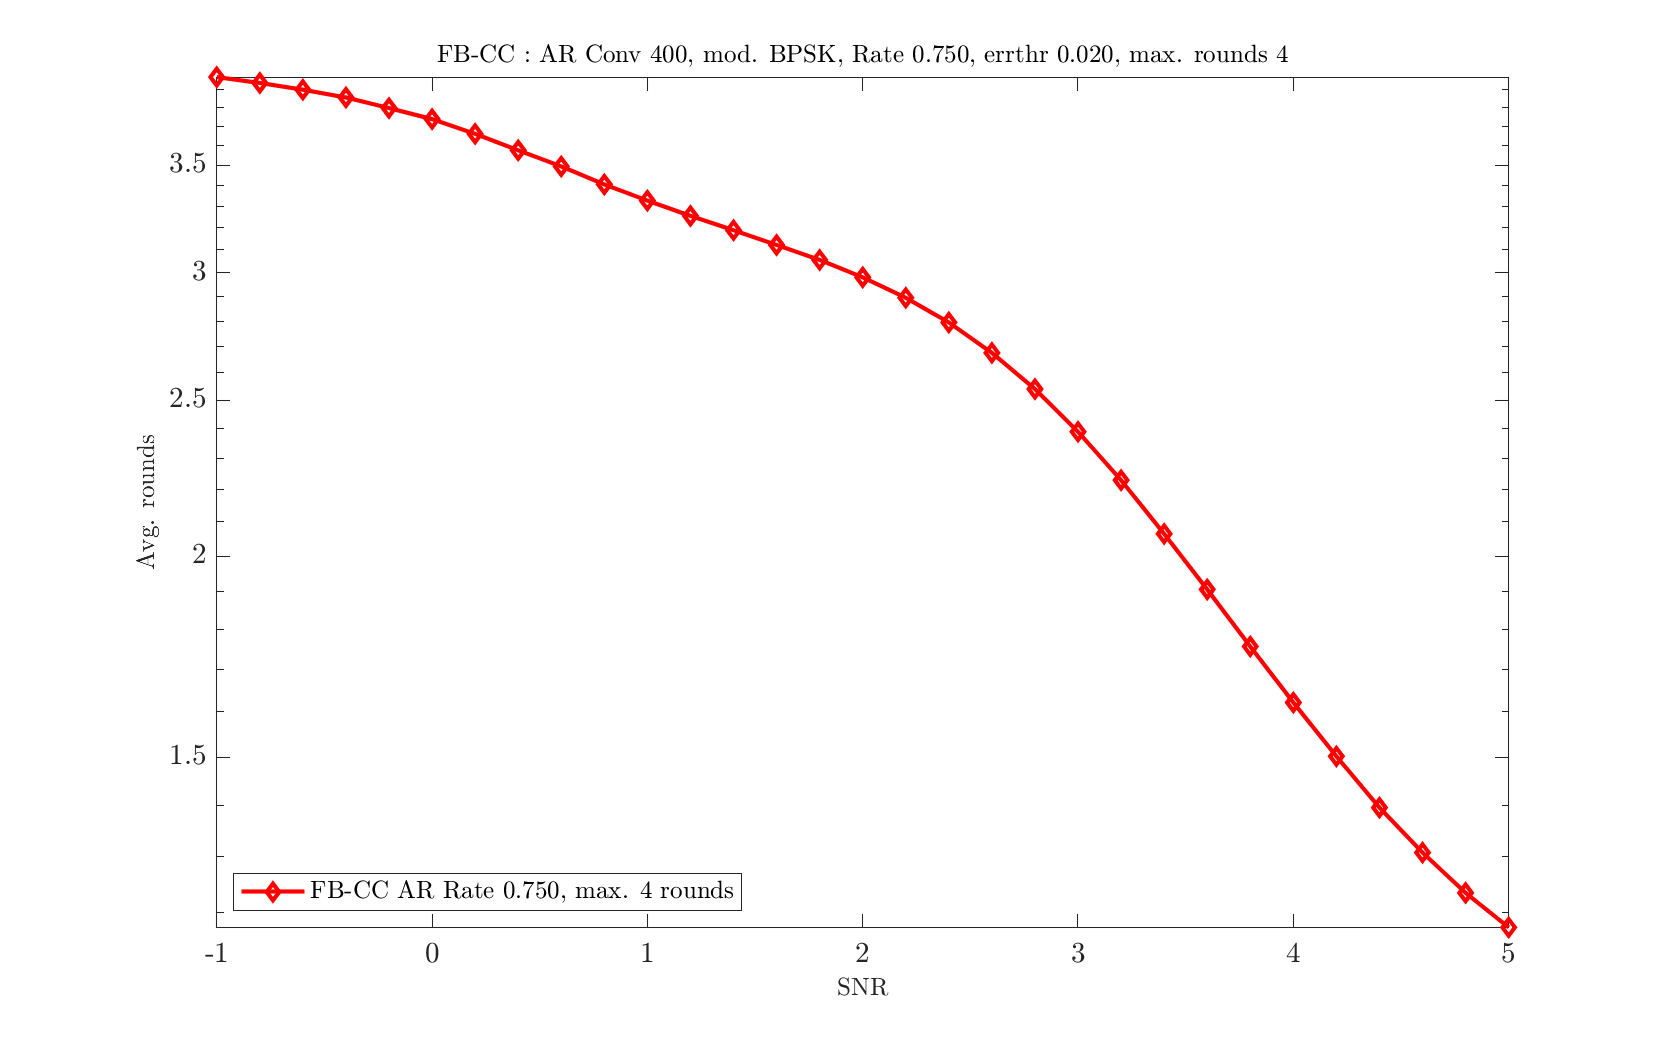 FB-CC : AR Conv 400, mod. BPSK, Rate 0.750, errthr 0.020, max. rounds 4
3.5
3
2.5
2
1.5
Avg. rounds
FB-CC AR Rate 0.750, max. 4 rounds
-1 0 1 2 3 4 5
SNR